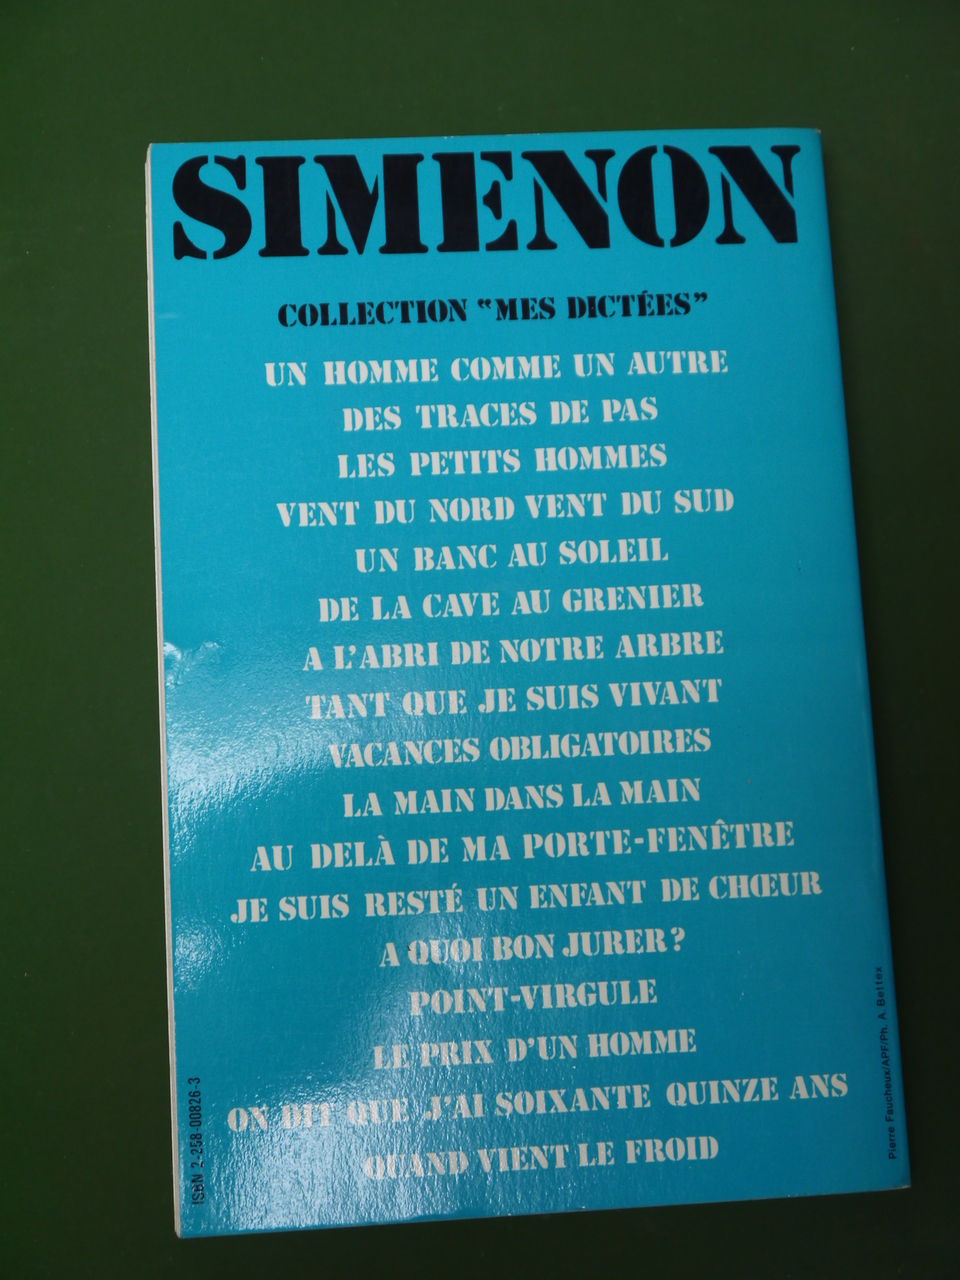 SIMENON
COLLECTION "MES DICTÉES"
UN HOMME COMME UN AUTRE
DES TRACES DE PAS
LES PETITS HOMMES
VENT DU NORD VENT DU SUD
UN BANC AU SOLEIL
DE LA CAVE AU GRENIER
A L'ABRI DE NOTRE ARBRE
TANT QUE JE SUIS VIVANT
VACANCES OBLIGATOIRES
LA MAIN DANS LA MAIN
AU DELÀ DE MA PORTE-FENÊTRE
JE SUIS RESTÉ UN ENFANT DE CHŒUR
A QUOI BON JURER?
POINT-VIRGULE
LE PRIX D'UN HOMME
ON DIT QUE J'AI SOIXANTE QUINZE ANS
QUAND VIENT LE FROID
ISBN 2-258-00826-3
Pierre Faucheux/APF/Ph. A. Bettex